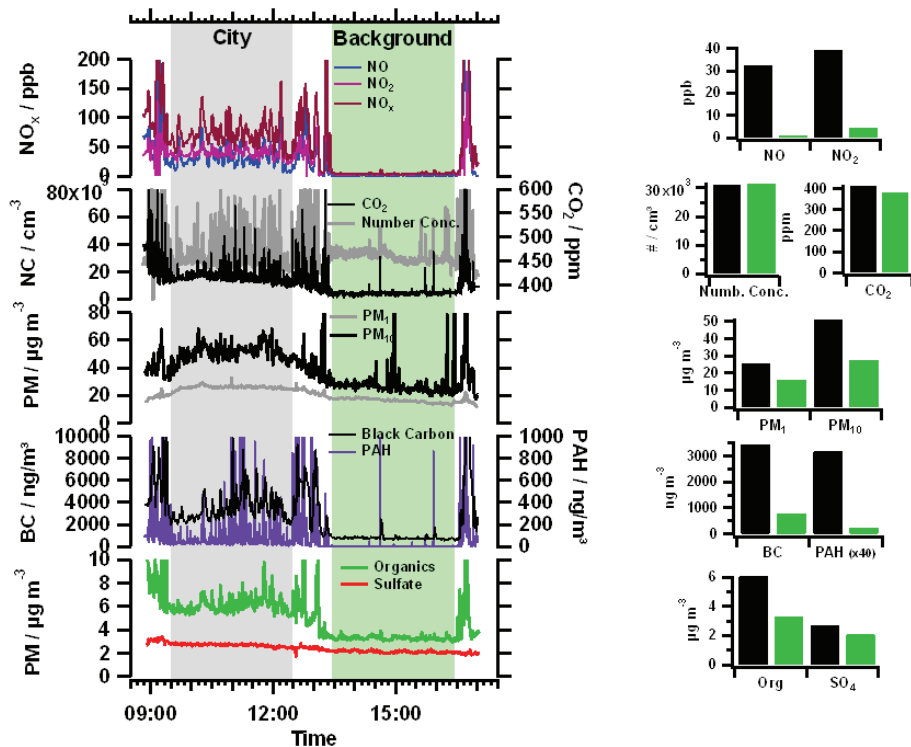 City Background
NOx / ppb
200
150
100
50
0
NO
NO2
NOx
NC / cm-3
80x10
60
40
20
0
CO2
Number Conc.
600
550
500
450
400
CO2 / ppm
PM / µg m-3
80
60
40
20
0
PM1
PM10
BC / ng/m3
10000
8000
6000
4000
2000
0
Black Carbon
PAH
1000
800
600
400
200
0
PAH / ng/m3
PM / µg m-3
10
8
6
4
2
0
Organics
Sulfate
09:00 12:00 15:00
Time
ppb
40
30
20
10
0
NO NO2
# / cm3
30x103
20
10
0
Numb. Conc.
ppm
400
300
200
100
0
CO2
µg m-3
50
40
30
20
10
0
PM1 PM10
ng m-3
3000
2000
1000
0
BC PAH (x40)
µg m-3
6
4
2
0
Org SO4